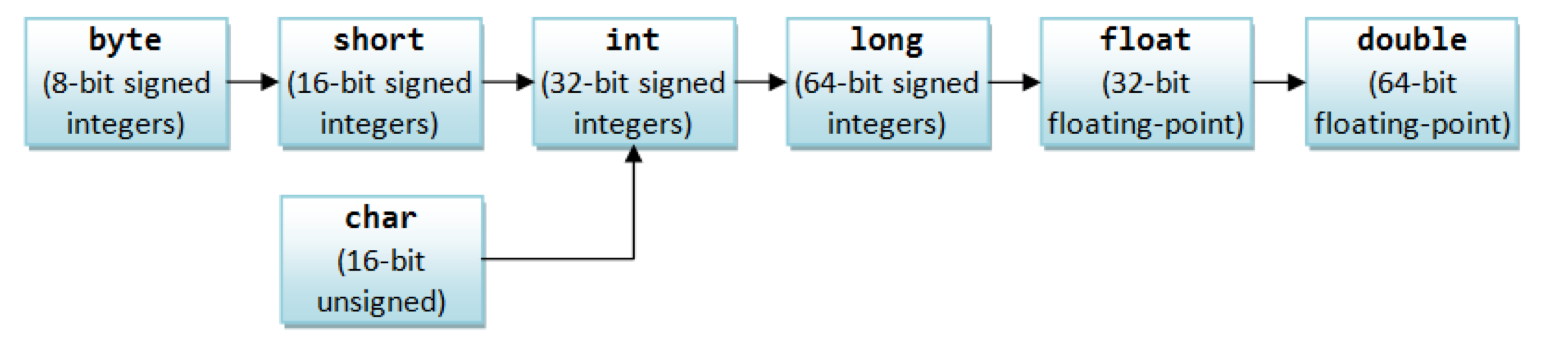 byte
(8-bit signed
integers)
short
(16-bit signed
integers)
int
(32-bit signed
integers)
long
(64-bit signed
integers)
float
(32-bit
floating-point)
double
(64-bit
floating-point)
char
(16-bit
unsigned)